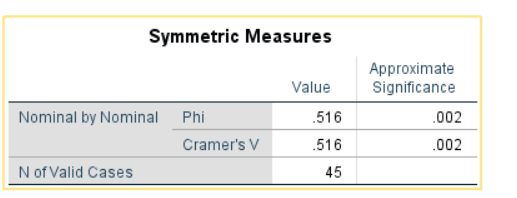 Symmetric Measures
Value Approximate
Significance
Nominal by Nominal Phi .516 .002
Cramer's V .516 .002
N of Valid Cases 45